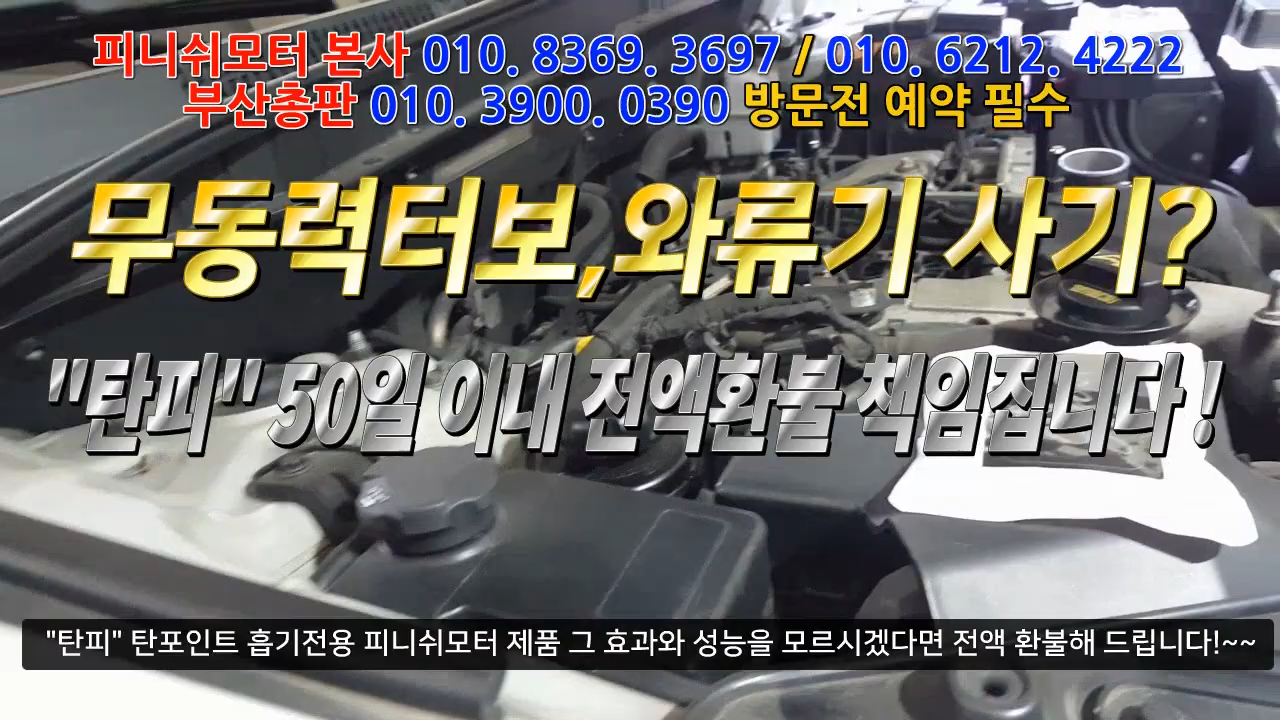 피니쉬모터 본사 010. 8369. 3697 / 010. 6212. 4222
부산총판 010. 3900. 0390 방문전 예약 필수
무동력터보,와류기 사기?
"탄피" 50일 이내 전액환불 책임집니다 !
"탄피" 탄포인트 흡기전용 피니쉬모터 제품 그 효과와 성능을 모르시겠다면 전액 환불해 드립니다!~~